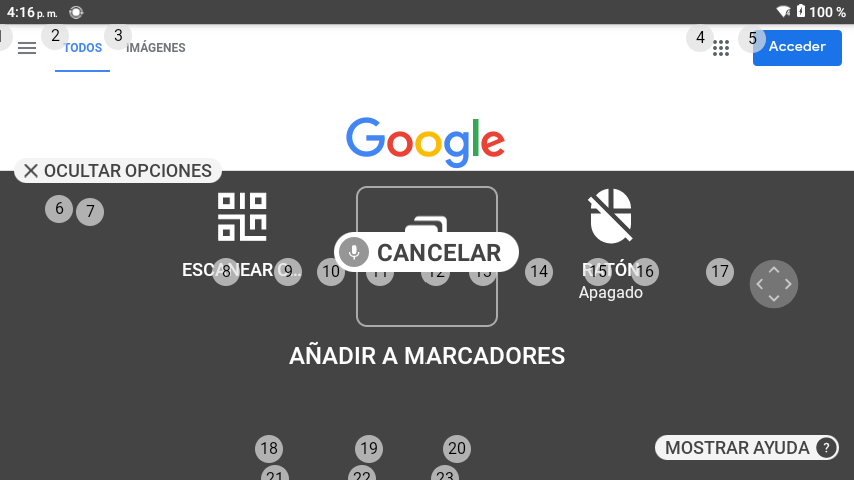 4:16 p. m.
100 %
1
2
TODOS
3
IMÁGENES
4
5
Acceder
Google
OCULTAR OPCIONES
6
7
CANCELAR
8
9
10
11
12
13
14
15
16
17
RATÓN
Apagado
AÑADIR A MARCADORES
18
19
20
MOSTRAR AYUDA ?
21
22
23